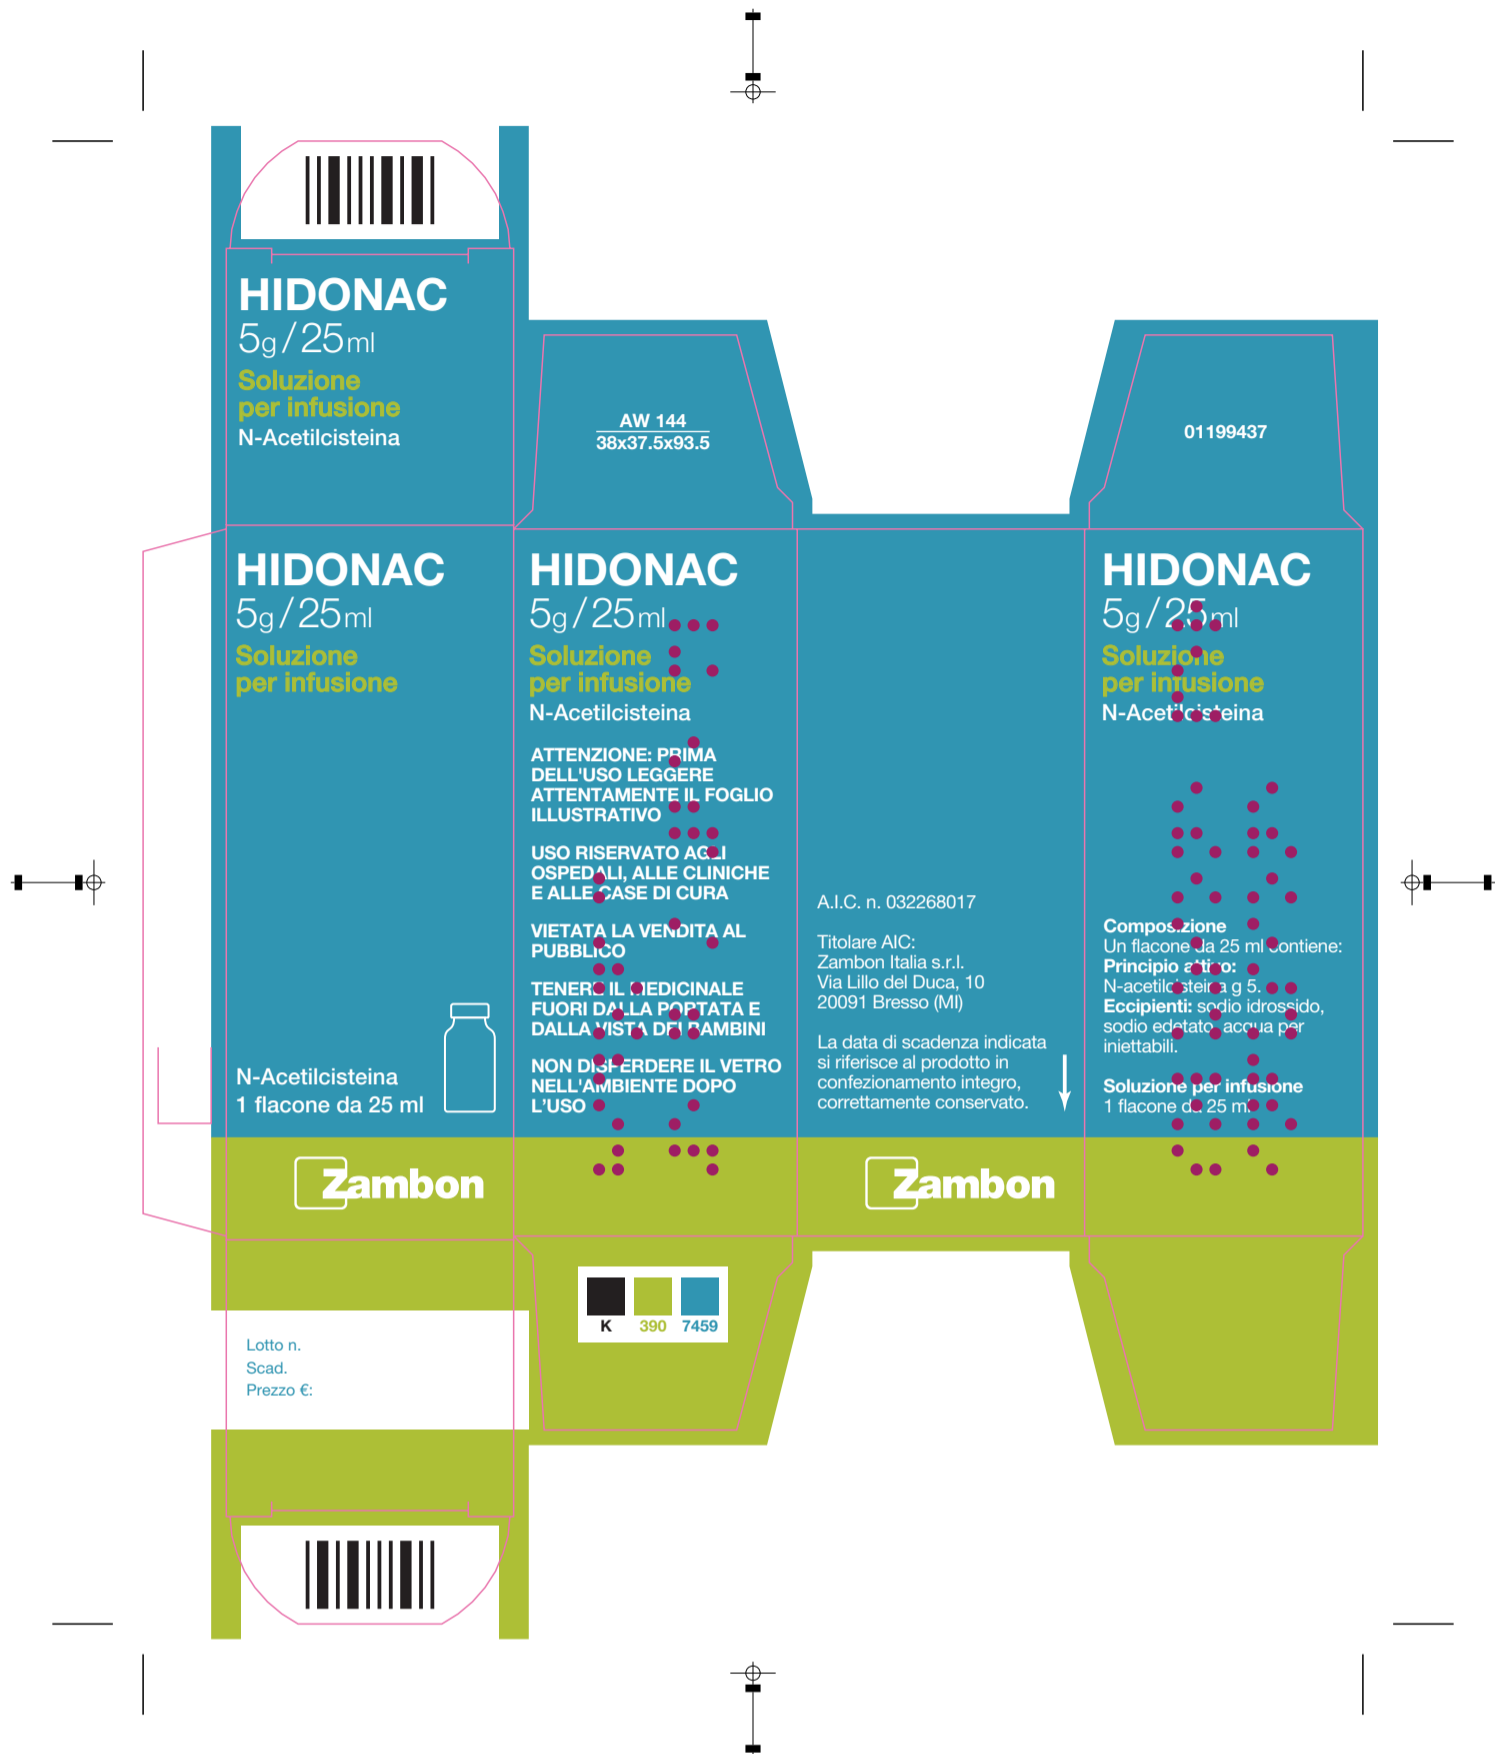 HIDONAC
5g/25ml
Soluzione
per infusione
N-Acetilcisteina
AW 144
38x37.5x93.5
01199437
HIDONAC
5g/25ml
Soluzione
per infusione
N-Acetilcisteina
1 flacone da 25 ml
Zambon
HIDONAC
5g/25ml
Soluzione
per infusione
N-Acetilcisteina
ATTENZIONE: PRIMA
DELL'USO LEGGERE
ATTENTAMENTE IL FOGLIO
ILLUSTRATIVO
USO RISERVATO AGLI
OSPEDALI, ALLE CLINICHE
E ALLE CASE DI CURA
VIETATA LA VENDITA AL
PUBBLICO
TENERE IL MEDICINALE
FUORI DALLA PORTATA E
DALLA VISTA DEI BAMBINI
NON DISPERDERE IL VETRO
NELL'AMBIENTE DOPO
L'USO
A.I.C. n. 032268017
Titolare AIC:
Zambon Italia s.r.l.
Via Lillo del Duca, 10
20091 Bresso (MI)
La data di scadenza indicata
si riferisce al prodotto in
confezionamento integro,
correttamente conservato.
Zambon
HIDONAC
5g/25ml
Soluzione
per infusione
N-Acetilcisteina
Composizione
Un flacone da 25 ml contiene:
Principio attivo:
N-acetilcisteina g 5.
Eccipienti: sodio idrossido,
sodio edetato, acqua per
iniettabili.
Soluzione per infusione
1 flacone da 25 ml.
K 390 7459
Lotto n.
Scad.
Prezzo €: